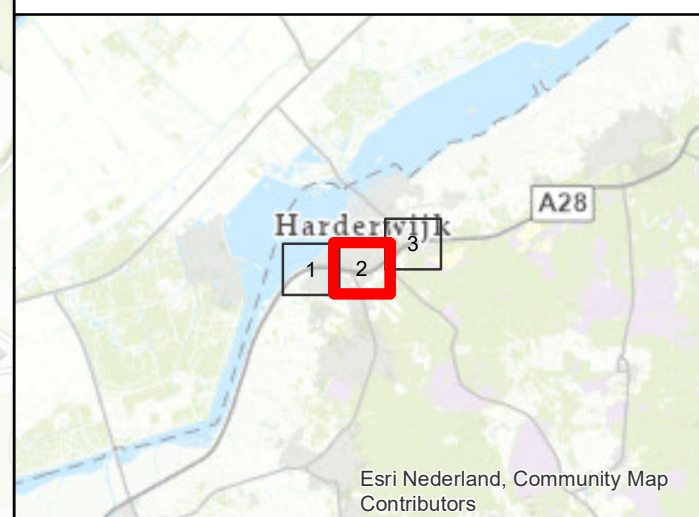 A28
Harderwijk
3
1
2
Esri Nederland, Community Map
Contributors